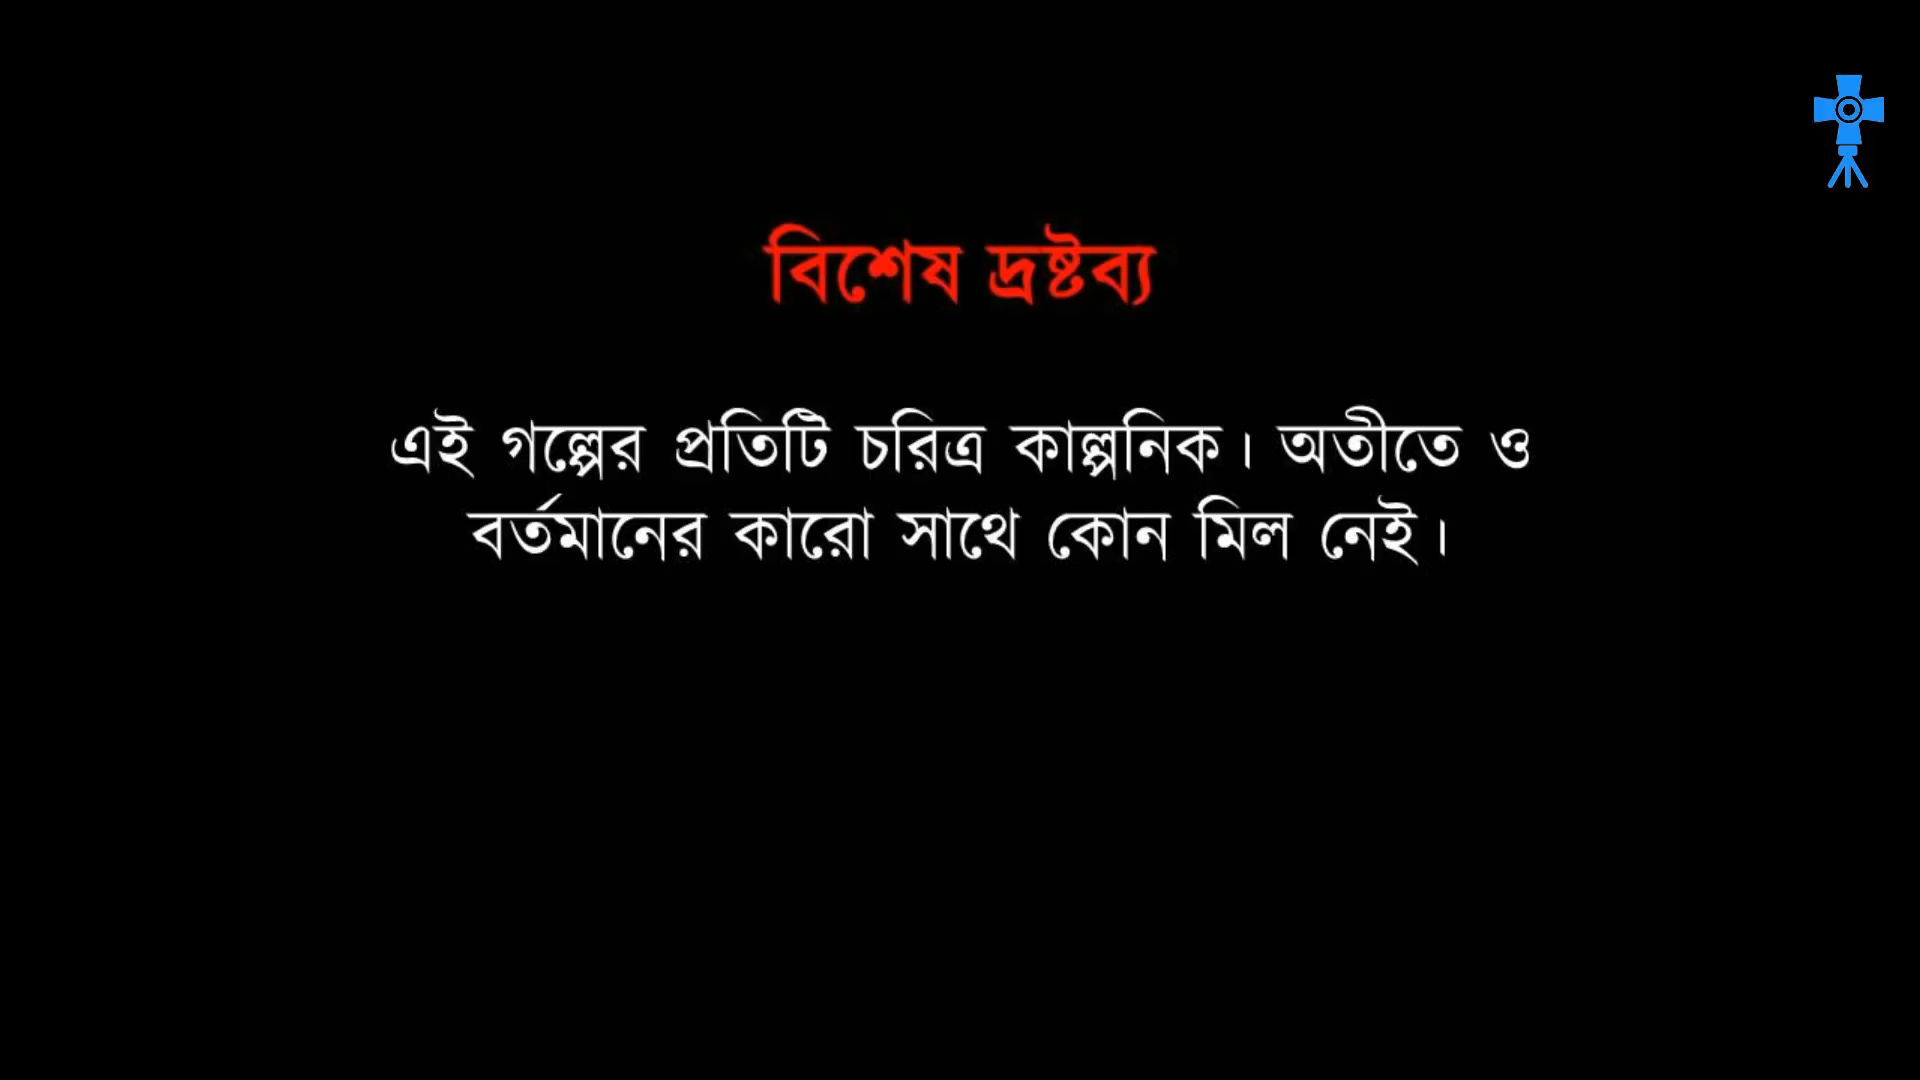 বিশেষ দ্রষ্টব্য
এই গল্পের প্রতিটি চরিত্র কাল্পনিক। অতীতে ও
বর্তমানের কারো সাথে কোন মিল নেই।